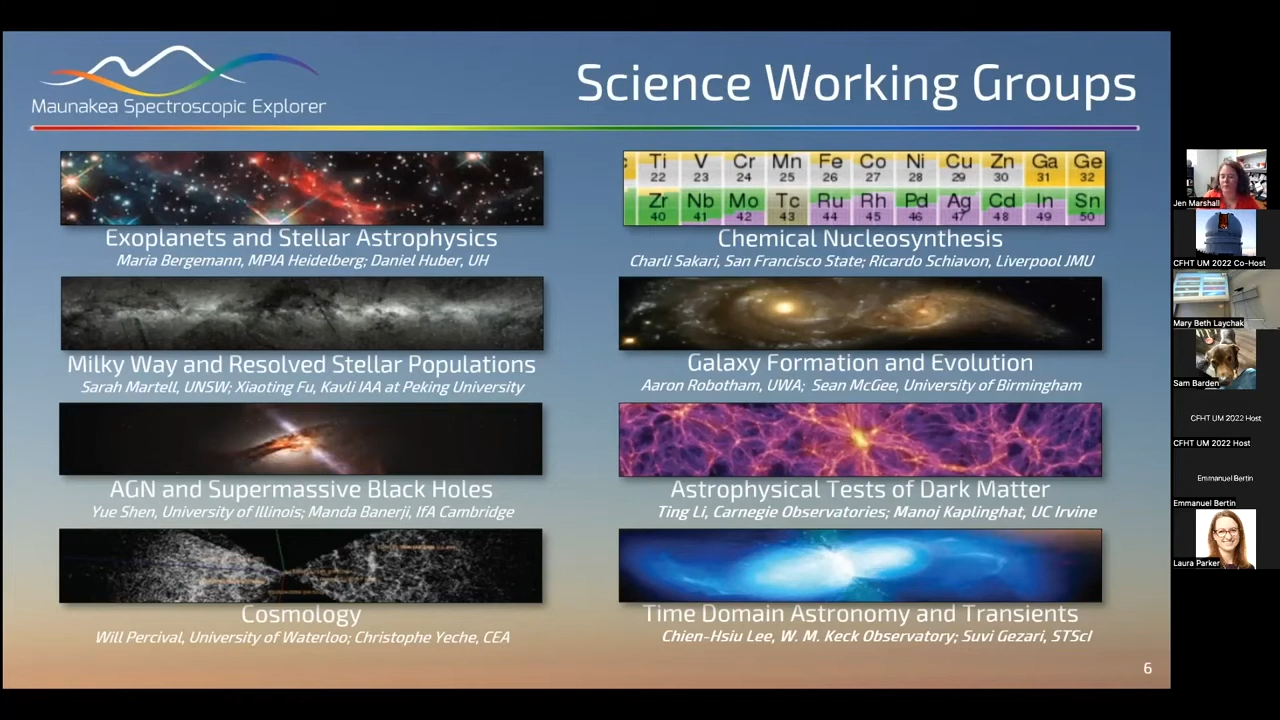 Maunakea Spectroscopic Explorer
Science Working Groups
Ti V Cr Mn Fe Co Ni Cu Zn Ga Ge
22 23 24 25 26 27 28 29 30 31 32
Zr Nb Mo Tc Ru Rh Pd Ag Cd In Sn
40 41 42 43 44 45 46 47 48 49 50
Exoplanets and Stellar Astrophysics
Maria Bergemann, MPIA Heidelberg; Daniel Huber, UH
Chemical Nucleosynthesis
Charli Sakari, San Francisco State; Ricardo Schiavon, Liverpool JMU
Milky Way and Resolved Stellar Populations
Sarah Martell, UNSW; Xiaoting Fu, Kavli IAA at Peking University
Galaxy Formation and Evolution
Aaron Robotham, UWA; Sean McGee, University of Birmingham
AGN and Supermassive Black Holes
Yue Shen, University of Illinois; Manda Banerji, IfA Cambridge
Astrophysical Tests of Dark Matter
Ting Li, Carnegie Observatories; Manoj Kaplinghat, UC Irvine
Cosmology
Will Percival, University of Waterloo; Christophe Yeche, CEA
Time Domain Astronomy and Transients
Chien-Hsiu Lee, W. M. Keck Observatory; Suvi Gezari, STScI
6
Jen Marshall
CFHT UM 2022 Co-Host
Mary Beth Laychak
Sam Barden
CFHT UM 2022 Host
CFHT UM 2022 Host
Emmanuel Bertin
Emmanuel Bertin
Laura Parker